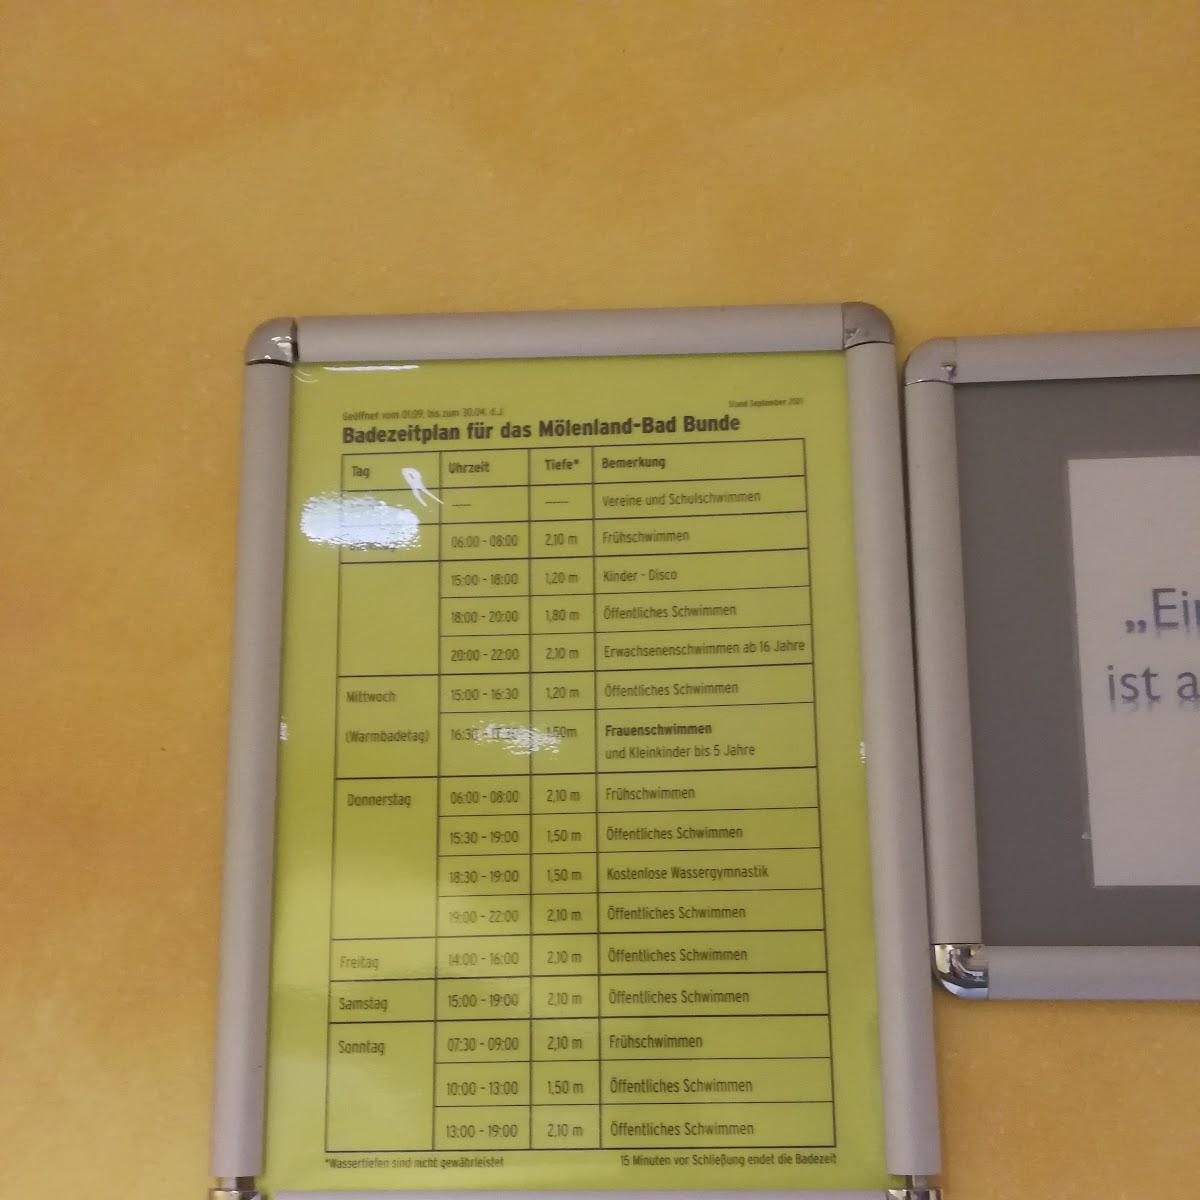 Geöffnet vom 01.09. bis zum 30.04. d.J.
Stand September 2021
Badezeitplan für das Mölenland-Bad Bunde
Tag Uhrzeit Tiefe* Bemerkung
----- ------ Vereine und Schulschwimmen
06:00 - 08:00 2,10 m Frühschwimmen
15:00 - 18:00 1,20 m Kinder - Disco
18:00 - 20:00 1,80 m Öffentliches Schwimmen
20:00 - 22:00 2,10 m Erwachsenenschwimmen ab 16 Jahre
Mittwoch 15:00 - 16:30 1,20 m Öffentliches Schwimmen
(Warmbadetag) Frauenschwimmen
und Kleinkinder bis 5 Jahre
Donnerstag 06:00 - 08:00 2,10 m Frühschwimmen
15:30 - 19:00 1,50 m Öffentliches Schwimmen
18:30 - 19:00 1,50 m Kostenlose Wassergymnastik
19:00 - 22:00 2,10 m Öffentliches Schwimmen
Freitag 14:00 - 16:00 2,10 m Öffentliches Schwimmen
Samstag 15:00 - 19:00 2,10 m Öffentliches Schwimmen
Sonntag 07:30 - 09:00 2,10 m Frühschwimmen
10:00 - 13:00 1,50 m Öffentliches Schwimmen
13:00 - 19:00 2,10 m Öffentliches Schwimmen
*Wassertiefen sind nicht gewährleistet 15 Minuten vor Schließung endet die Badezeit
ist